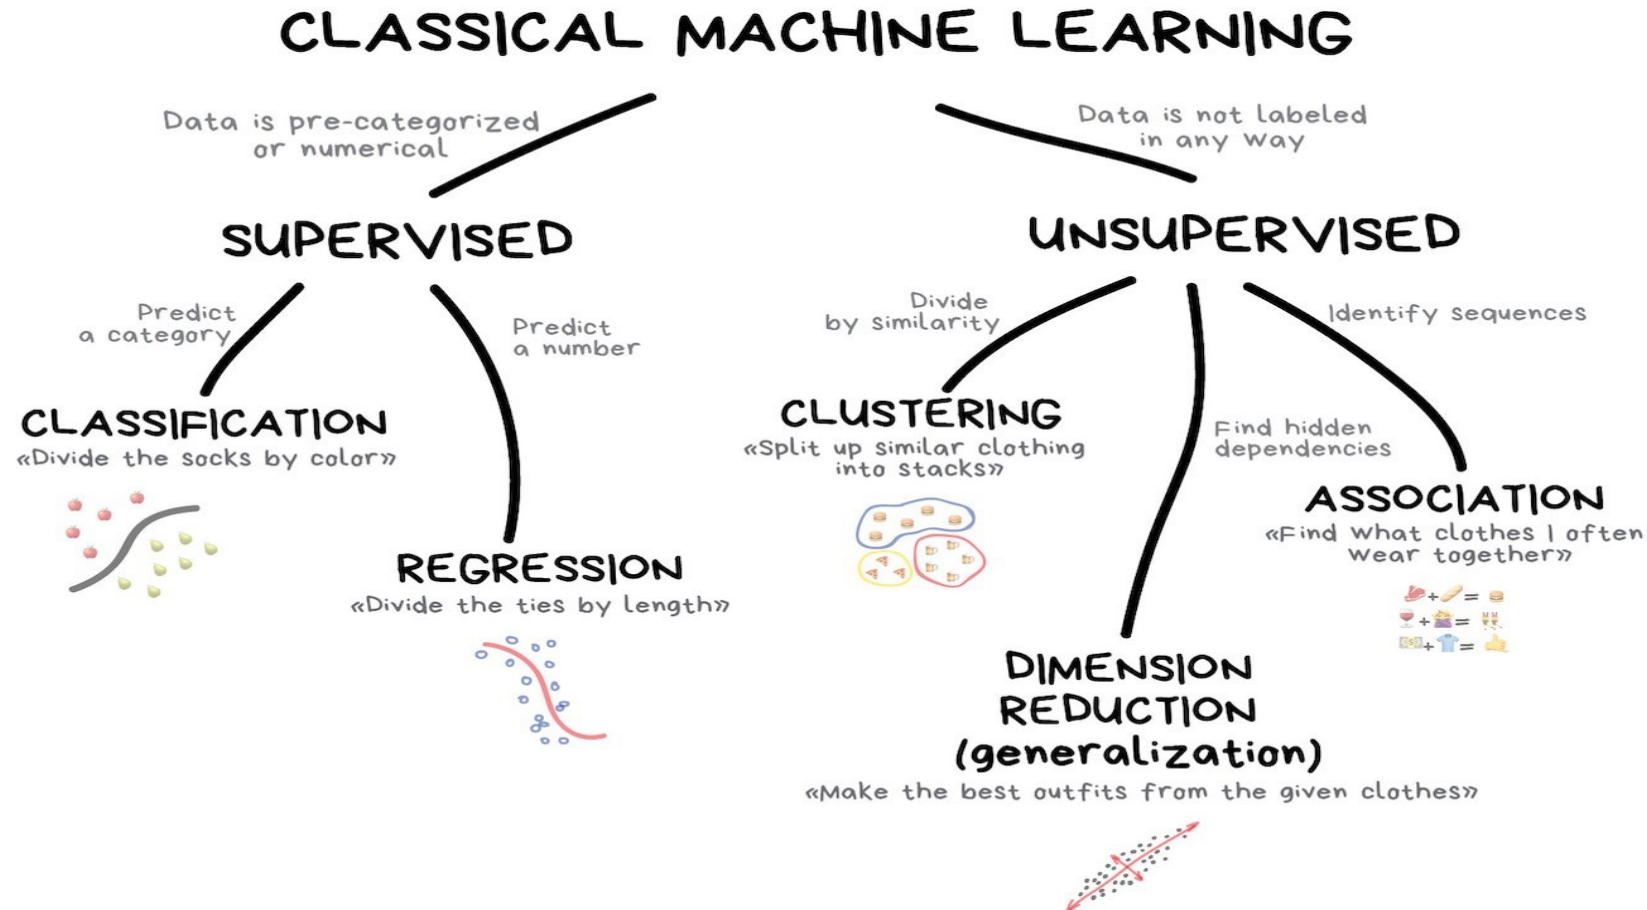 CLASSICAL MACHINE LEARNING
Data is pre-categorized
or numerical
Data is not labeled
in any way
SUPERVISED
UNSUPERVISED
Predict
a category
Predict
a number
Divide
by similarity
Identify sequences
CLASSIFICATION
«Divide the socks by color»
CLUSTERING
«Split up similar clothing
into stacks»
Find hidden
dependencies
ASSOCIATION
«Find what clothes I often
wear together»
REGRESSION
«Divide the ties by length»
+ =
+ =
+ =
DIMENSION
REDUCTION
(generalization)
«Make the best outfits from the given clothes»